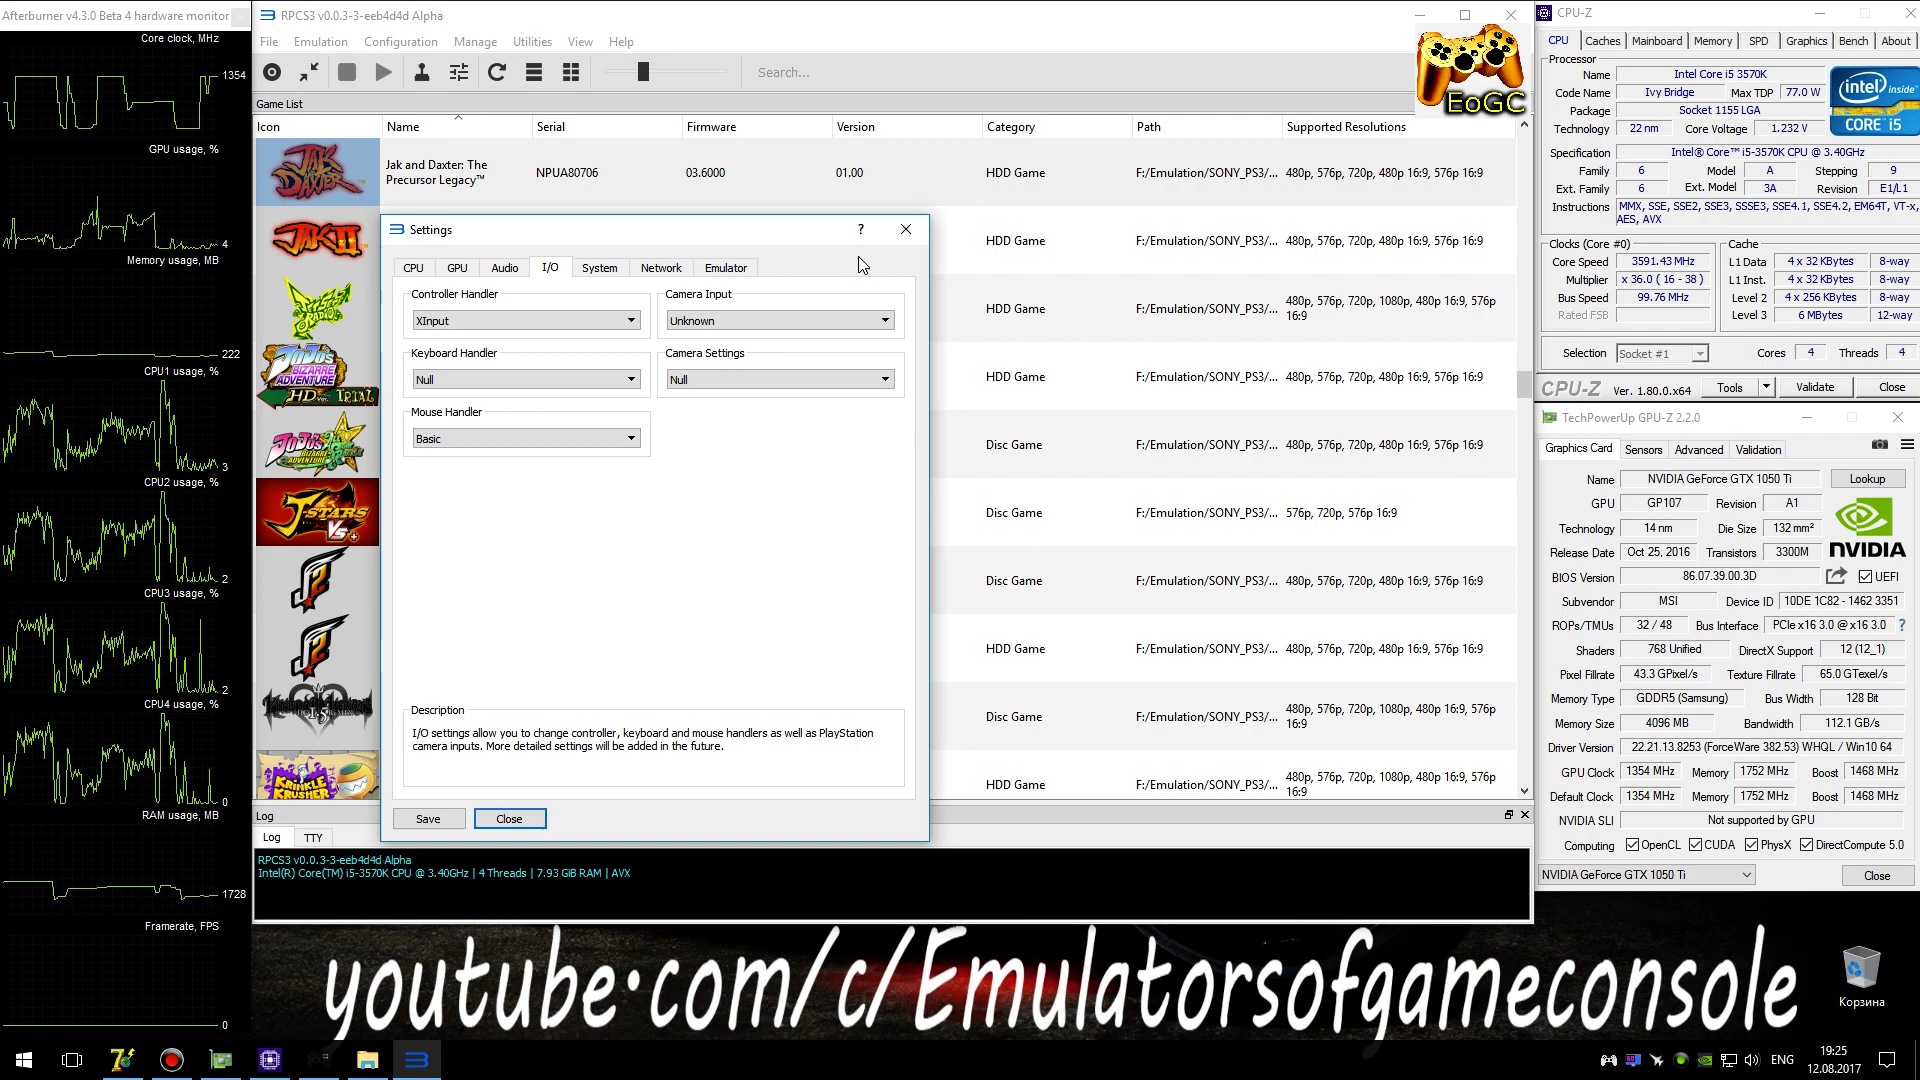 Afterburner v4.3.0 Beta 4 hardware monitor
Core clock, MHz
1354
GPU usage, %
4
Memory usage, MB
222
CPU1 usage, %
3
CPU2 usage, %
2
CPU3 usage, %
2
CPU4 usage, %
0
RAM usage, MB
1728
Framerate, FPS
0
RPCS3 v0.0.3-3-eeb4d4d Alpha
File Emulation Configuration Manage Utilities View Help
Search...
EoGC
Game List
Icon Name Serial Firmware Version Category Path Supported Resolutions
JAK AND DAXTER
Jak and Daxter: The
Precursor Legacy™
NPUA80706 03.6000 01.00 HDD Game F:/Emulation/SONY_PS3/... 480p, 576p, 720p, 480p 16:9, 576p 16:9
JAK II
HDD Game F:/Emulation/SONY_PS3/... 480p, 576p, 720p, 480p 16:9, 576p 16:9
HDD Game F:/Emulation/SONY_PS3/... 480p, 576p, 720p, 1080p, 480p 16:9, 576p
16:9
JOJO'S
BIZARRE
ADVENTURE
HD Ver. TRIAL
HDD Game F:/Emulation/SONY_PS3/... 480p, 576p, 720p, 480p 16:9, 576p 16:9
Disc Game F:/Emulation/SONY_PS3/... 480p, 576p, 720p, 480p 16:9, 576p 16:9
J-STARS
VS+
Disc Game F:/Emulation/SONY_PS3/... 576p, 720p, 576p 16:9
Disc Game F:/Emulation/SONY_PS3/... 480p, 576p, 720p, 480p 16:9, 576p 16:9
HDD Game F:/Emulation/SONY_PS3/... 480p, 576p, 720p, 480p 16:9, 576p 16:9
Disc Game F:/Emulation/SONY_PS3/... 480p, 576p, 720p, 1080p, 480p 16:9, 576p
16:9
KRINKLE
KRUSHER
HDD Game F:/Emulation/SONY_PS3/... 480p, 576p, 720p, 1080p, 480p 16:9, 576p
16:9
Settings
?
CPU GPU Audio I/O System Network Emulator
Controller Handler
XInput
Camera Input
Unknown
Keyboard Handler
Null
Camera Settings
Null
Mouse Handler
Basic
Description
I/O settings allow you to change controller, keyboard and mouse handlers as well as PlayStation
camera inputs. More detailed settings will be added in the future.
Save Close
Log
Log TTY
RPCS3 v0.0.3-3-eeb4d4d Alpha
Intel(R) Core(TM) i5-3570K CPU @ 3.40GHz | 4 Threads | 7.93 GiB RAM | AVX
CPU-Z
CPU Caches Mainboard Memory SPD Graphics Bench About
Processor
Name Intel Core i5 3570K
Code Name Ivy Bridge Max TDP 77.0 W
Package Socket 1155 LGA
Technology 22 nm Core Voltage 1.232 V
intel inside™
CORE i5
Specification Intel® Core™ i5-3570K CPU @ 3.40GHz
Family 6 Model A Stepping 9
Ext. Family 6 Ext. Model 3A Revision E1/L1
Instructions MMX, SSE, SSE2, SSE3, SSSE3, SSE4.1, SSE4.2, EM64T, VT-x,
AES, AVX
Clocks (Core #0) Cache
Core Speed 3591.43 MHz L1 Data 4 x 32 KBytes 8-way
Multiplier x 36.0 ( 16 - 38 ) L1 Inst. 4 x 32 KBytes 8-way
Bus Speed 99.76 MHz Level 2 4 x 256 KBytes 8-way
Rated FSB Level 3 6 MBytes 12-way
Selection Socket #1 Cores 4 Threads 4
CPU-Z Ver. 1.80.0.x64 Tools Validate Close
TechPowerUp GPU-Z 2.2.0
Graphics Card Sensors Advanced Validation
Name NVIDIA GeForce GTX 1050 Ti Lookup
GPU GP107 Revision A1
Technology 14 nm Die Size 132 mm²
Release Date Oct 25, 2016 Transistors 3300M
NVIDIA
BIOS Version 86.07.39.00.3D UEFI
Subvendor MSI Device ID 10DE 1C82 - 1462 3351
ROPs/TMUs 32 / 48 Bus Interface PCIe x16 3.0 @ x16 3.0 ?
Shaders 768 Unified DirectX Support 12 (12_1)
Pixel Fillrate 43.3 GPixel/s Texture Fillrate 65.0 GTexel/s
Memory Type GDDR5 (Samsung) Bus Width 128 Bit
Memory Size 4096 MB Bandwidth 112.1 GB/s
Driver Version 22.21.13.8253 (ForceWare 382.53) WHQL / Win10 64
GPU Clock 1354 MHz Memory 1752 MHz Boost 1468 MHz
Default Clock 1354 MHz Memory 1752 MHz Boost 1468 MHz
NVIDIA SLI Not supported by GPU
Computing OpenCL CUDA PhysX DirectCompute 5.0
NVIDIA GeForce GTX 1050 Ti Close
youtube.com/c/Emulatorsofgameconsole
Корзина
ENG
19:25
12.08.2017